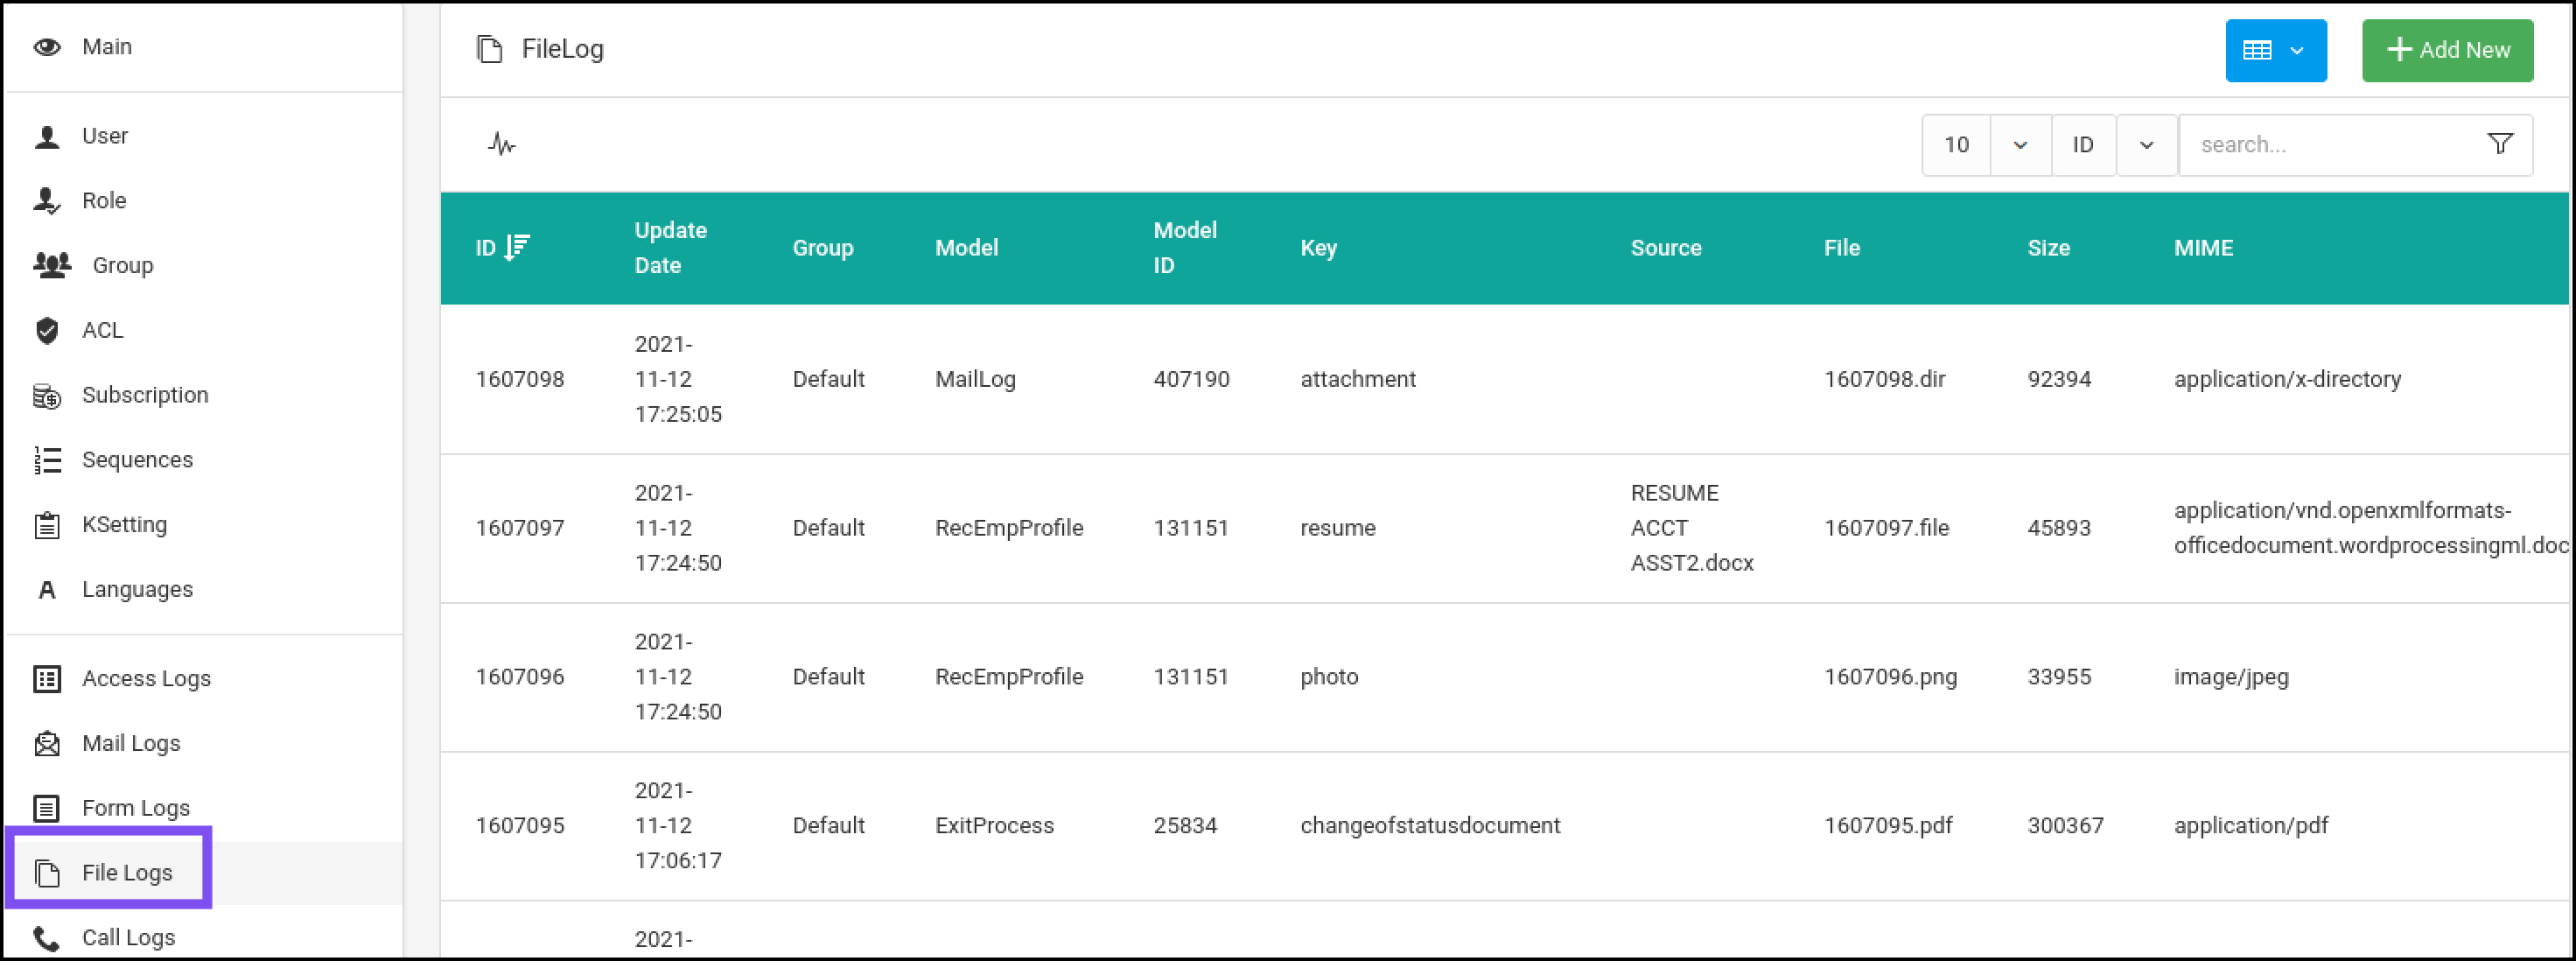 Main
User
Role
Group
ACL
Subscription
Sequences
KSetting
A Languages
Access Logs
Mail Logs
Form Logs
File Logs
Call Logs
FileLog
Add New
10 ID search...
ID Update Date Group Model Model ID Key Source File Size MIME
1607098 2021-11-12 17:25:05 Default MailLog 407190 attachment 1607098.dir 92394 application/x-directory
1607097 2021-11-12 17:24:50 Default RecEmpProfile 131151 resume RESUME ACCT ASST2.docx 1607097.file 45893 application/vnd.openxmlformats-officedocument.wordprocessingml.doc
1607096 2021-11-12 17:24:50 Default RecEmpProfile 131151 photo 1607096.png 33955 image/jpeg
1607095 2021-11-12 17:06:17 Default ExitProcess 25834 changeofstatusdocument 1607095.pdf 300367 application/pdf
2021-